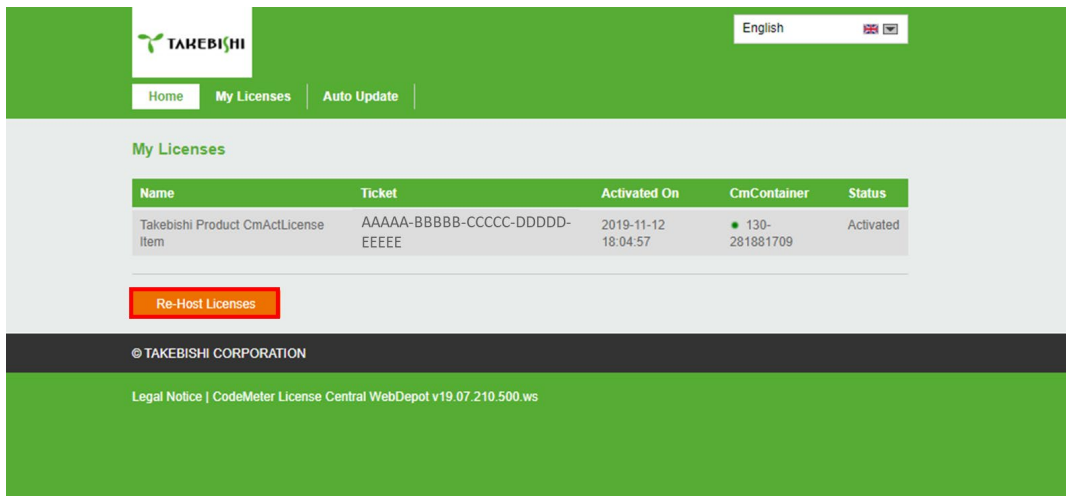 TAKEBISHI
English
Home My Licenses Auto Update
My Licenses
Name Ticket Activated On CmContainer Status
Takebishi Product CmActLicense AAAAA-BBBBB-CCCCC-DDDDD- 2019-11-12 130- Activated
Item EEEEE 18:04:57 281881709
Re-Host Licenses
© TAKEBISHI CORPORATION
Legal Notice | CodeMeter License Central WebDepot v19.07.210.500.ws